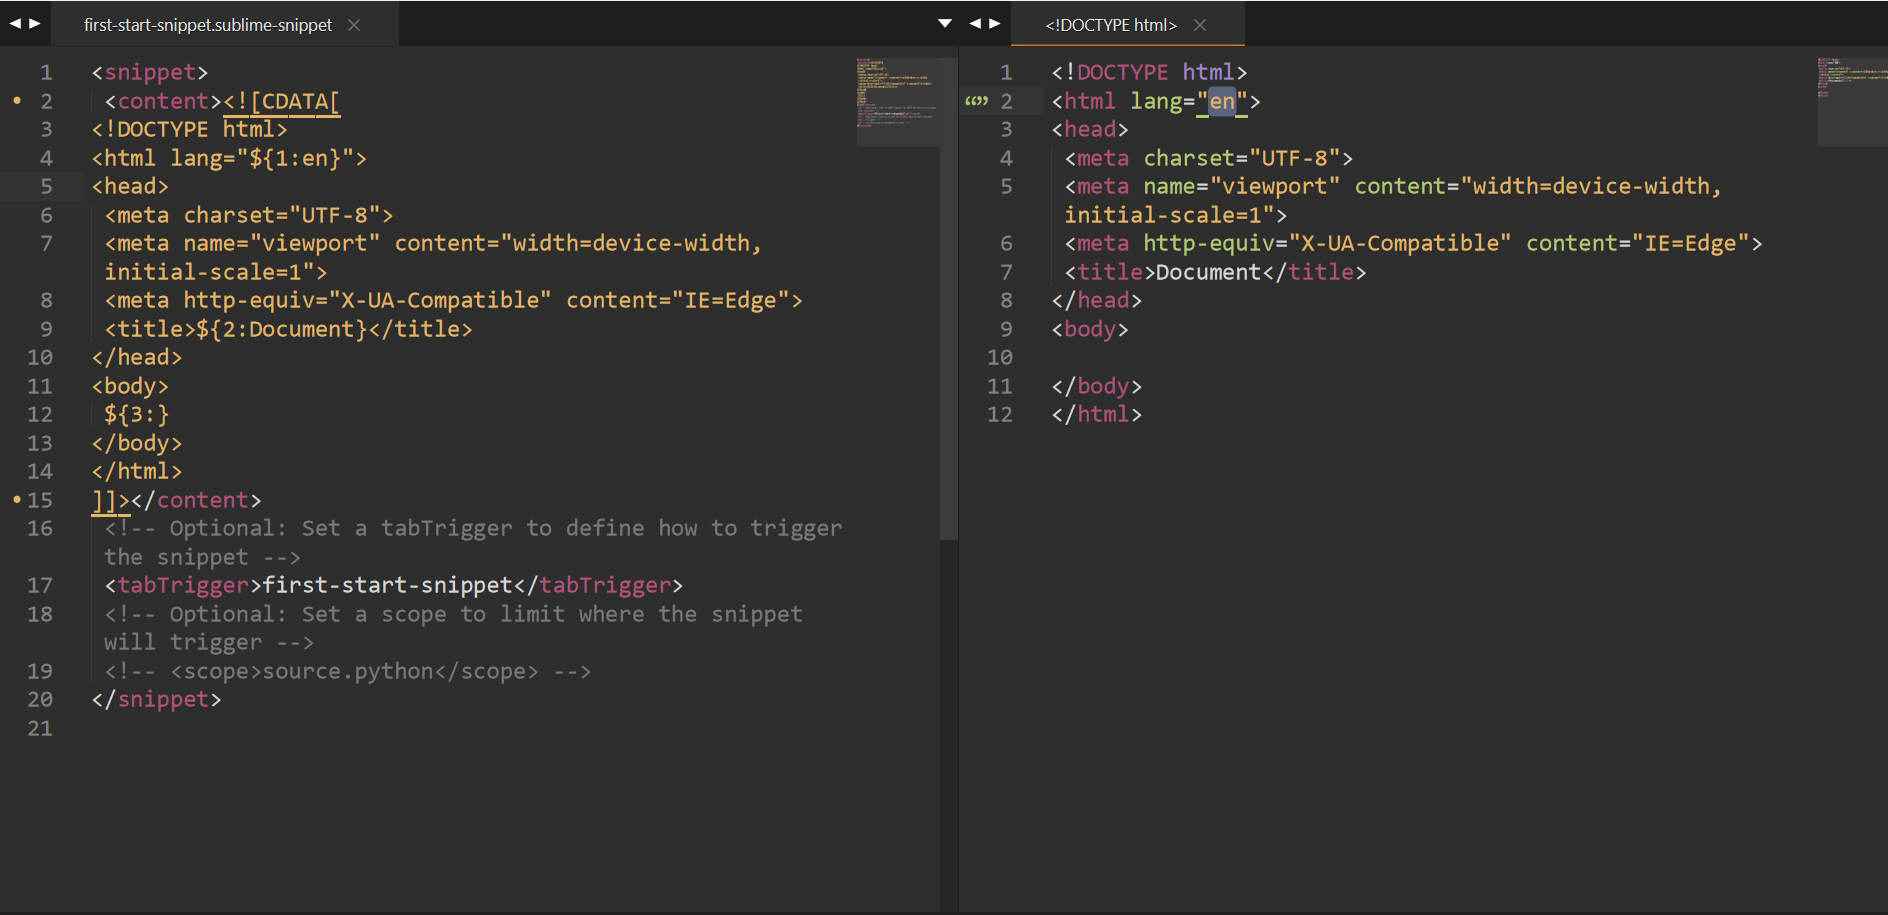 first-start-snippet.sublime-snippet
1 <snippet>
2 <content><![CDATA[
3 <!DOCTYPE html>
4 <html lang="${1:en}">
5 <head>
6 <meta charset="UTF-8">
7 <meta name="viewport" content="width=device-width,
initial-scale=1">
8 <meta http-equiv="X-UA-Compatible" content="IE=Edge">
9 <title>${2:Document}</title>
10 </head>
11 <body>
12 ${3:}
13 </body>
14 </html>
15 ]]></content>
16 <!-- Optional: Set a tabTrigger to define how to trigger
the snippet -->
17 <tabTrigger>first-start-snippet</tabTrigger>
18 <!-- Optional: Set a scope to limit where the snippet
will trigger -->
19 <!-- <scope>source.python</scope> -->
20 </snippet>
21
<!DOCTYPE html>
1 <!DOCTYPE html>
2 <html lang="en">
3 <head>
4 <meta charset="UTF-8">
5 <meta name="viewport" content="width=device-width,
initial-scale=1">
6 <meta http-equiv="X-UA-Compatible" content="IE=Edge">
7 <title>Document</title>
8 </head>
9 <body>
10
11 </body>
12 </html>